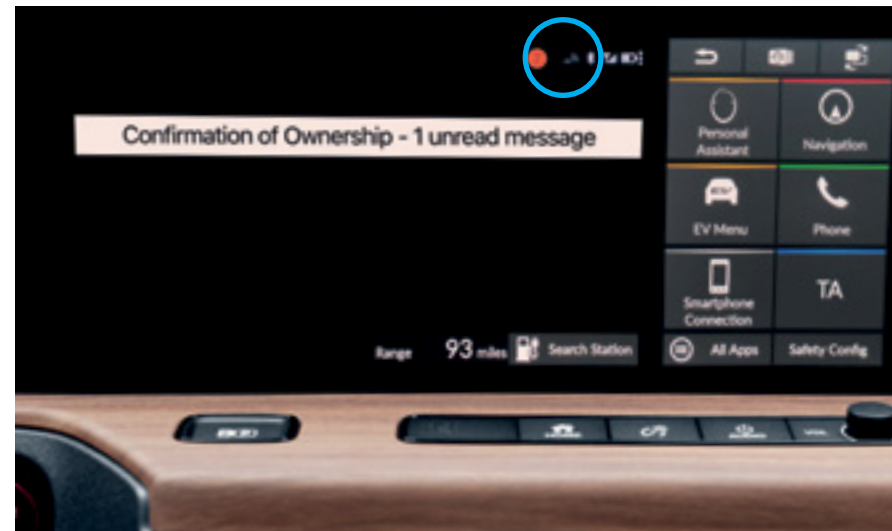 Confirmation of Ownership - 1 unread message
Personal
Assistant
Navigation
EV Menu
Phone
Smartphone
Connection
TA
Range 93 miles Search Station
All Apps
Safety Config